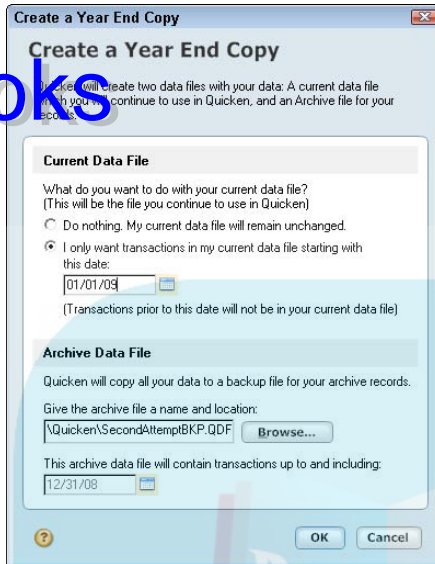 Create a Year End Copy
Create a Year End Copy
oks
Quicken will create two data files with your data: A current data file
which you will continue to use in Quicken, and an Archive file for your
records.
Current Data File
What do you want to do with your current data file?
(This will be the file you continue to use in Quicken)
Do nothing. My current data file will remain unchanged.
I only want transactions in my current data file starting with
this date:
01/01/09
(Transactions prior to this date will not be in your current data file)
Archive Data File
Quicken will copy all your data to a backup file for your archive records.
Give the archive file a name and location:
\Quicken\SecondAttemptBKP.QDF Browse...
This archive data file will contain transactions up to and including:
12/31/08
? OK Cancel